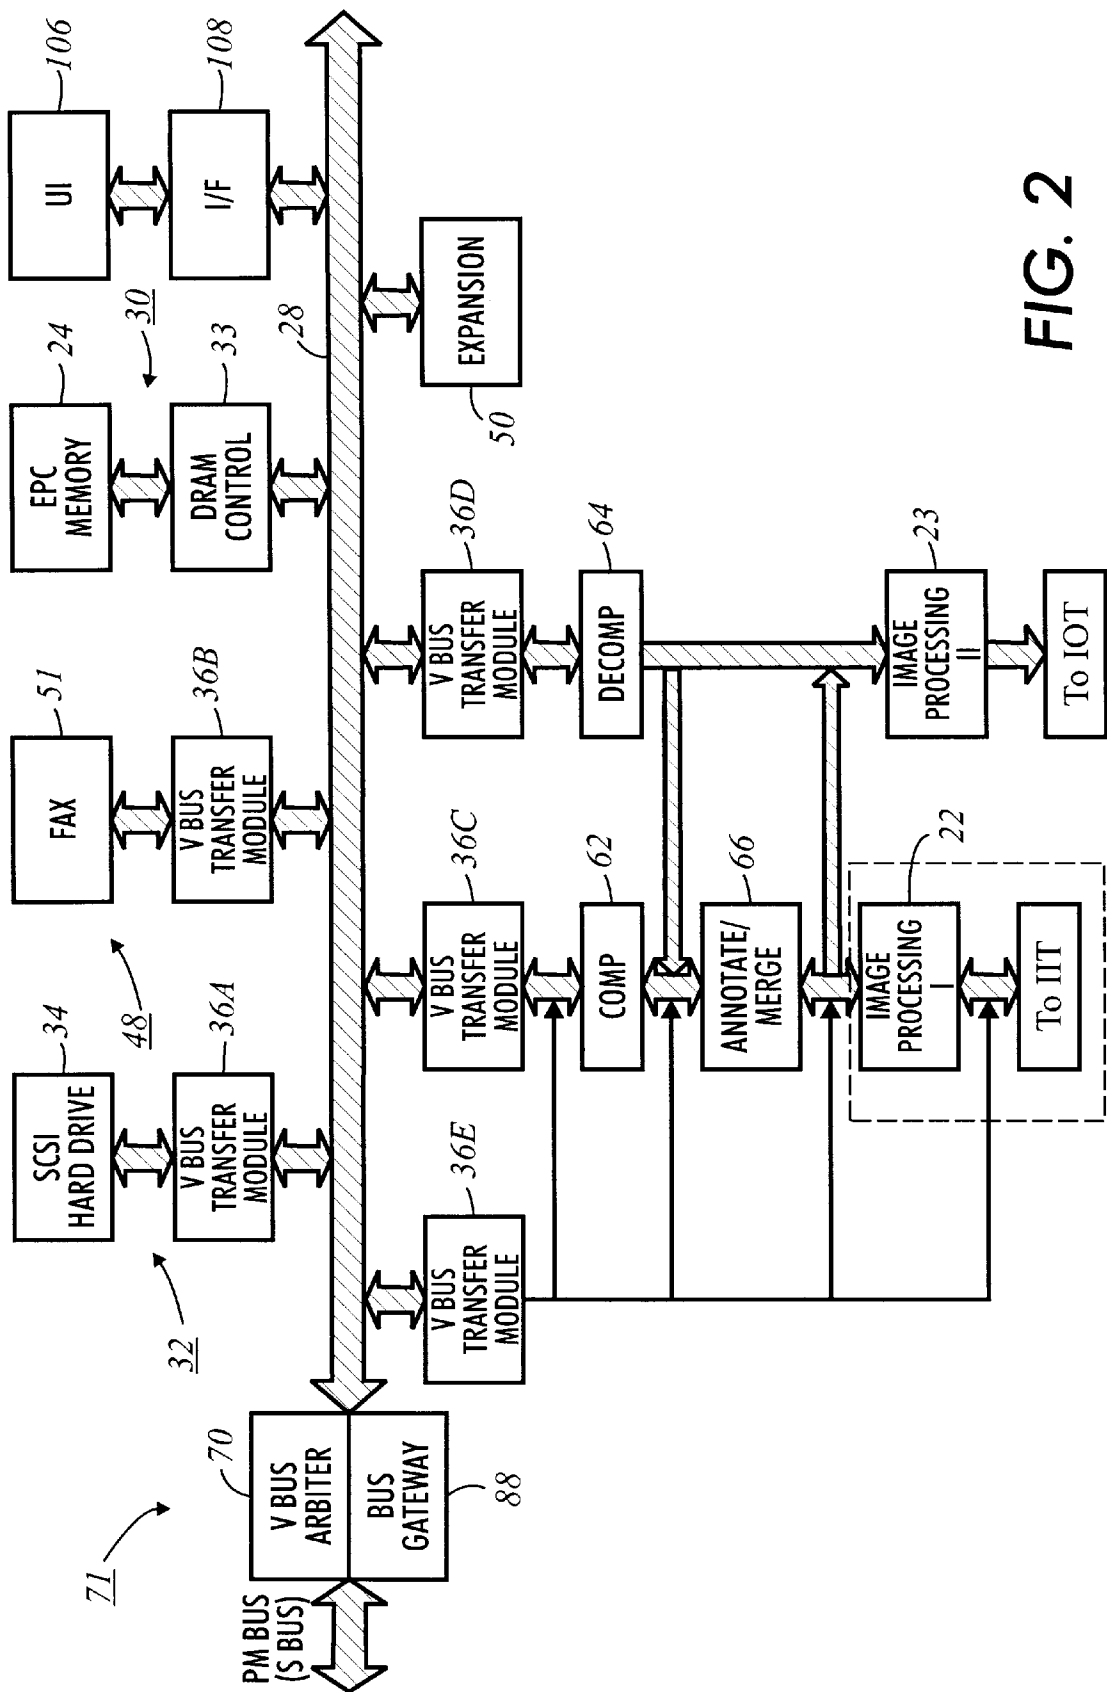 71
PM BUS
(S BUS)
70
V BUS
ARBITER
BUS
GATEWAY
88
32
34
SCSI
HARD DRIVE
36A
V BUS
TRANSFER
MODULE
48
51
FAX
36B
V BUS
TRANSFER
MODULE
24
EPC
MEMORY
30
33
DRAM
CONTROL
106
UI
108
I/F
28
36E
V BUS
TRANSFER
MODULE
36C
V BUS
TRANSFER
MODULE
62
COMP
66
ANNOTATE/
MERGE
22
IMAGE
PROCESSING
I
To IIT
36D
V BUS
TRANSFER
MODULE
64
DECOMP
23
IMAGE
PROCESSING
II
To IOT
EXPANSION
50
FIG. 2